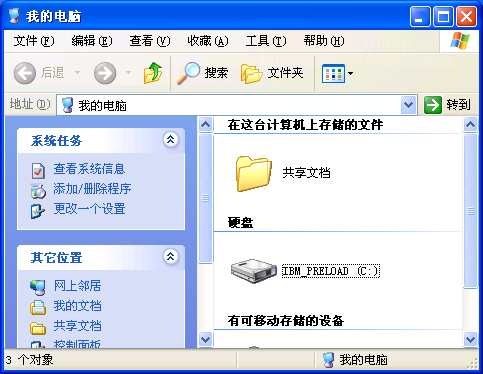 我的电脑
文件(F) 编辑(E) 查看(V) 收藏(A) 工具(T) 帮助(H)
后退 搜索 文件夹
地址(D) 我的电脑 转到
系统任务
查看系统信息
添加/删除程序
更改一个设置
其它位置
网上邻居
我的文档
共享文档
控制面板
在这台计算机上存储的文件
共享文档
硬盘
IBM_PRELOAD (C:)
有可移动存储的设备
3 个对象 我的电脑